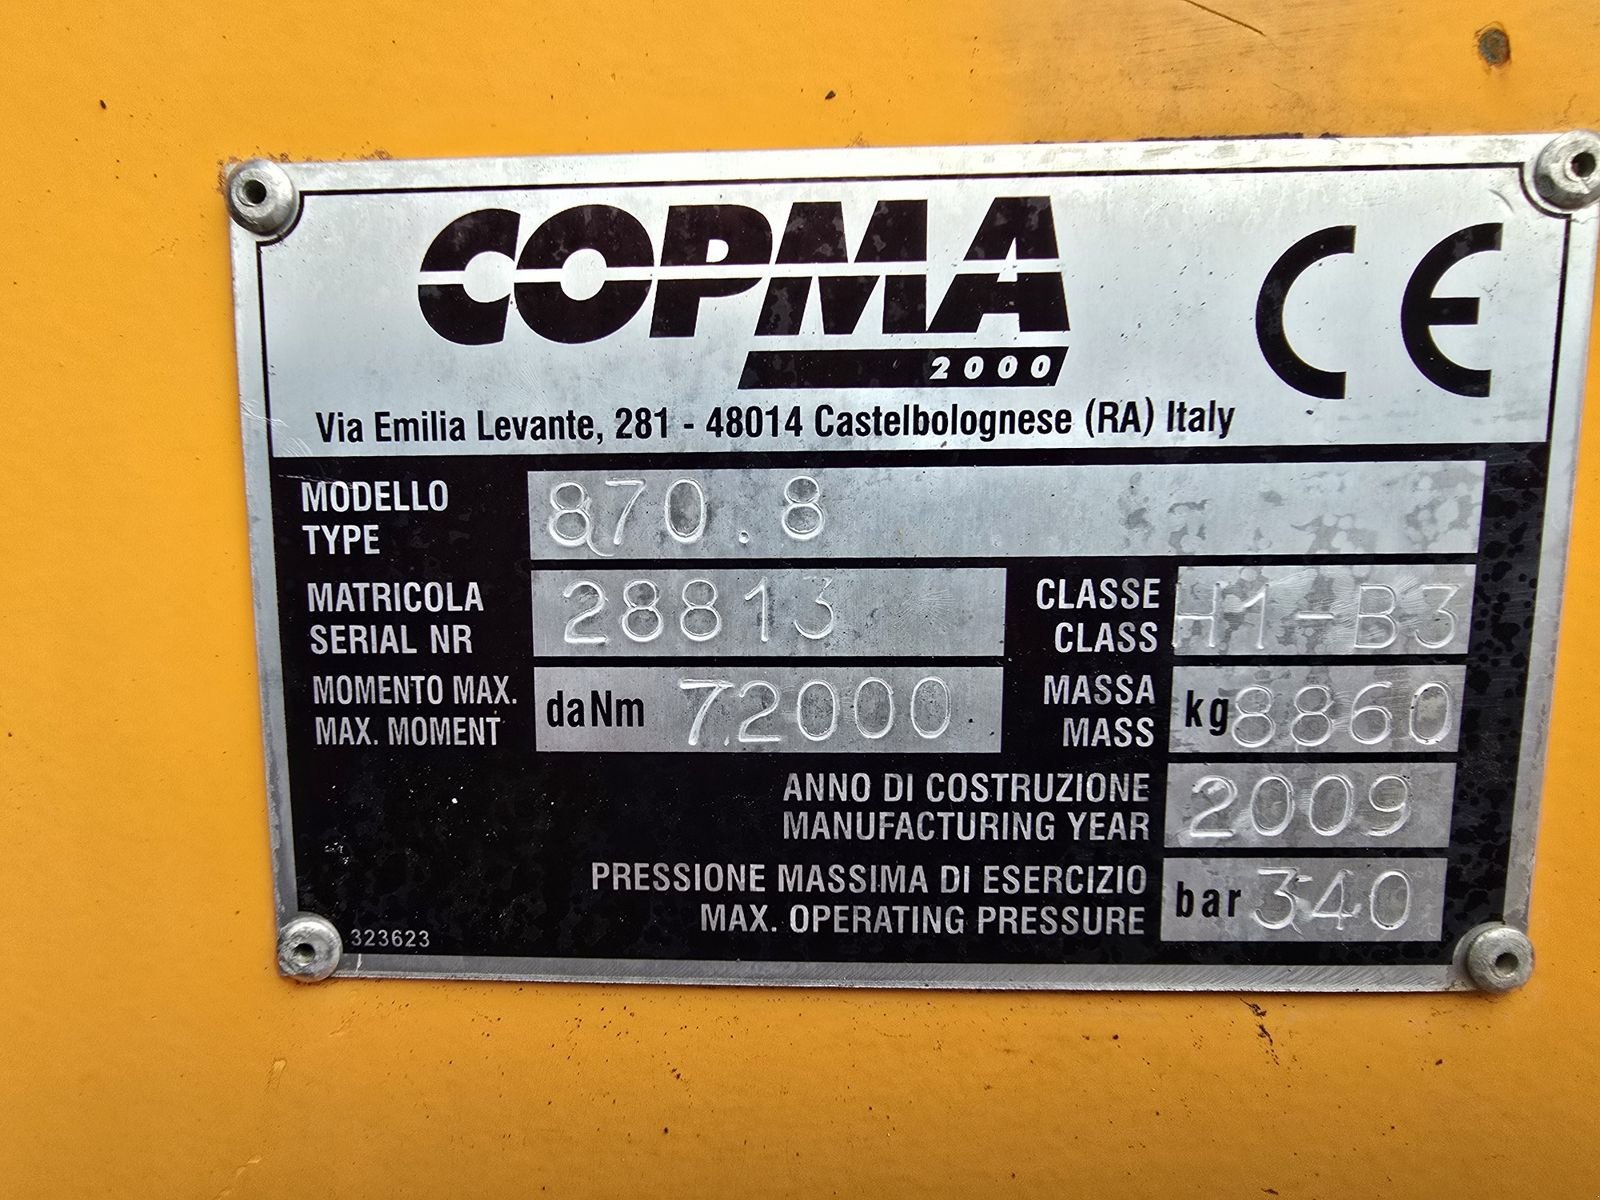 COPMA
2000
CE
Via Emilia Levante, 281 - 48014 Castelbolognese (RA) Italy
MODELLO
TYPE
870.8
MATRICOLA
SERIAL NR
28813
CLASSE
CLASS
H1-B3
MOMENTO MAX.
MAX. MOMENT
daNm 72000
MASSA
MASS
kg 8860
ANNO DI COSTRUZIONE
MANUFACTURING YEAR
2009
PRESSIONE MASSIMA DI ESERCIZIO
MAX. OPERATING PRESSURE
bar 340
323623